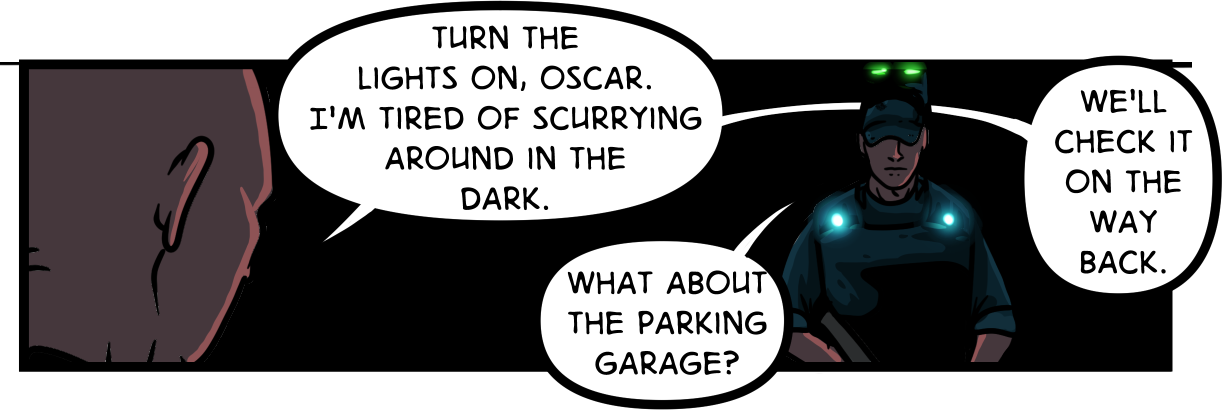 TURN THE
LIGHTS ON, OSCAR.
I'M TIRED OF SCURRYING
AROUND IN THE
DARK.
WHAT ABOUT
THE PARKING
GARAGE?
WE'LL
CHECK IT
ON THE
WAY
BACK.